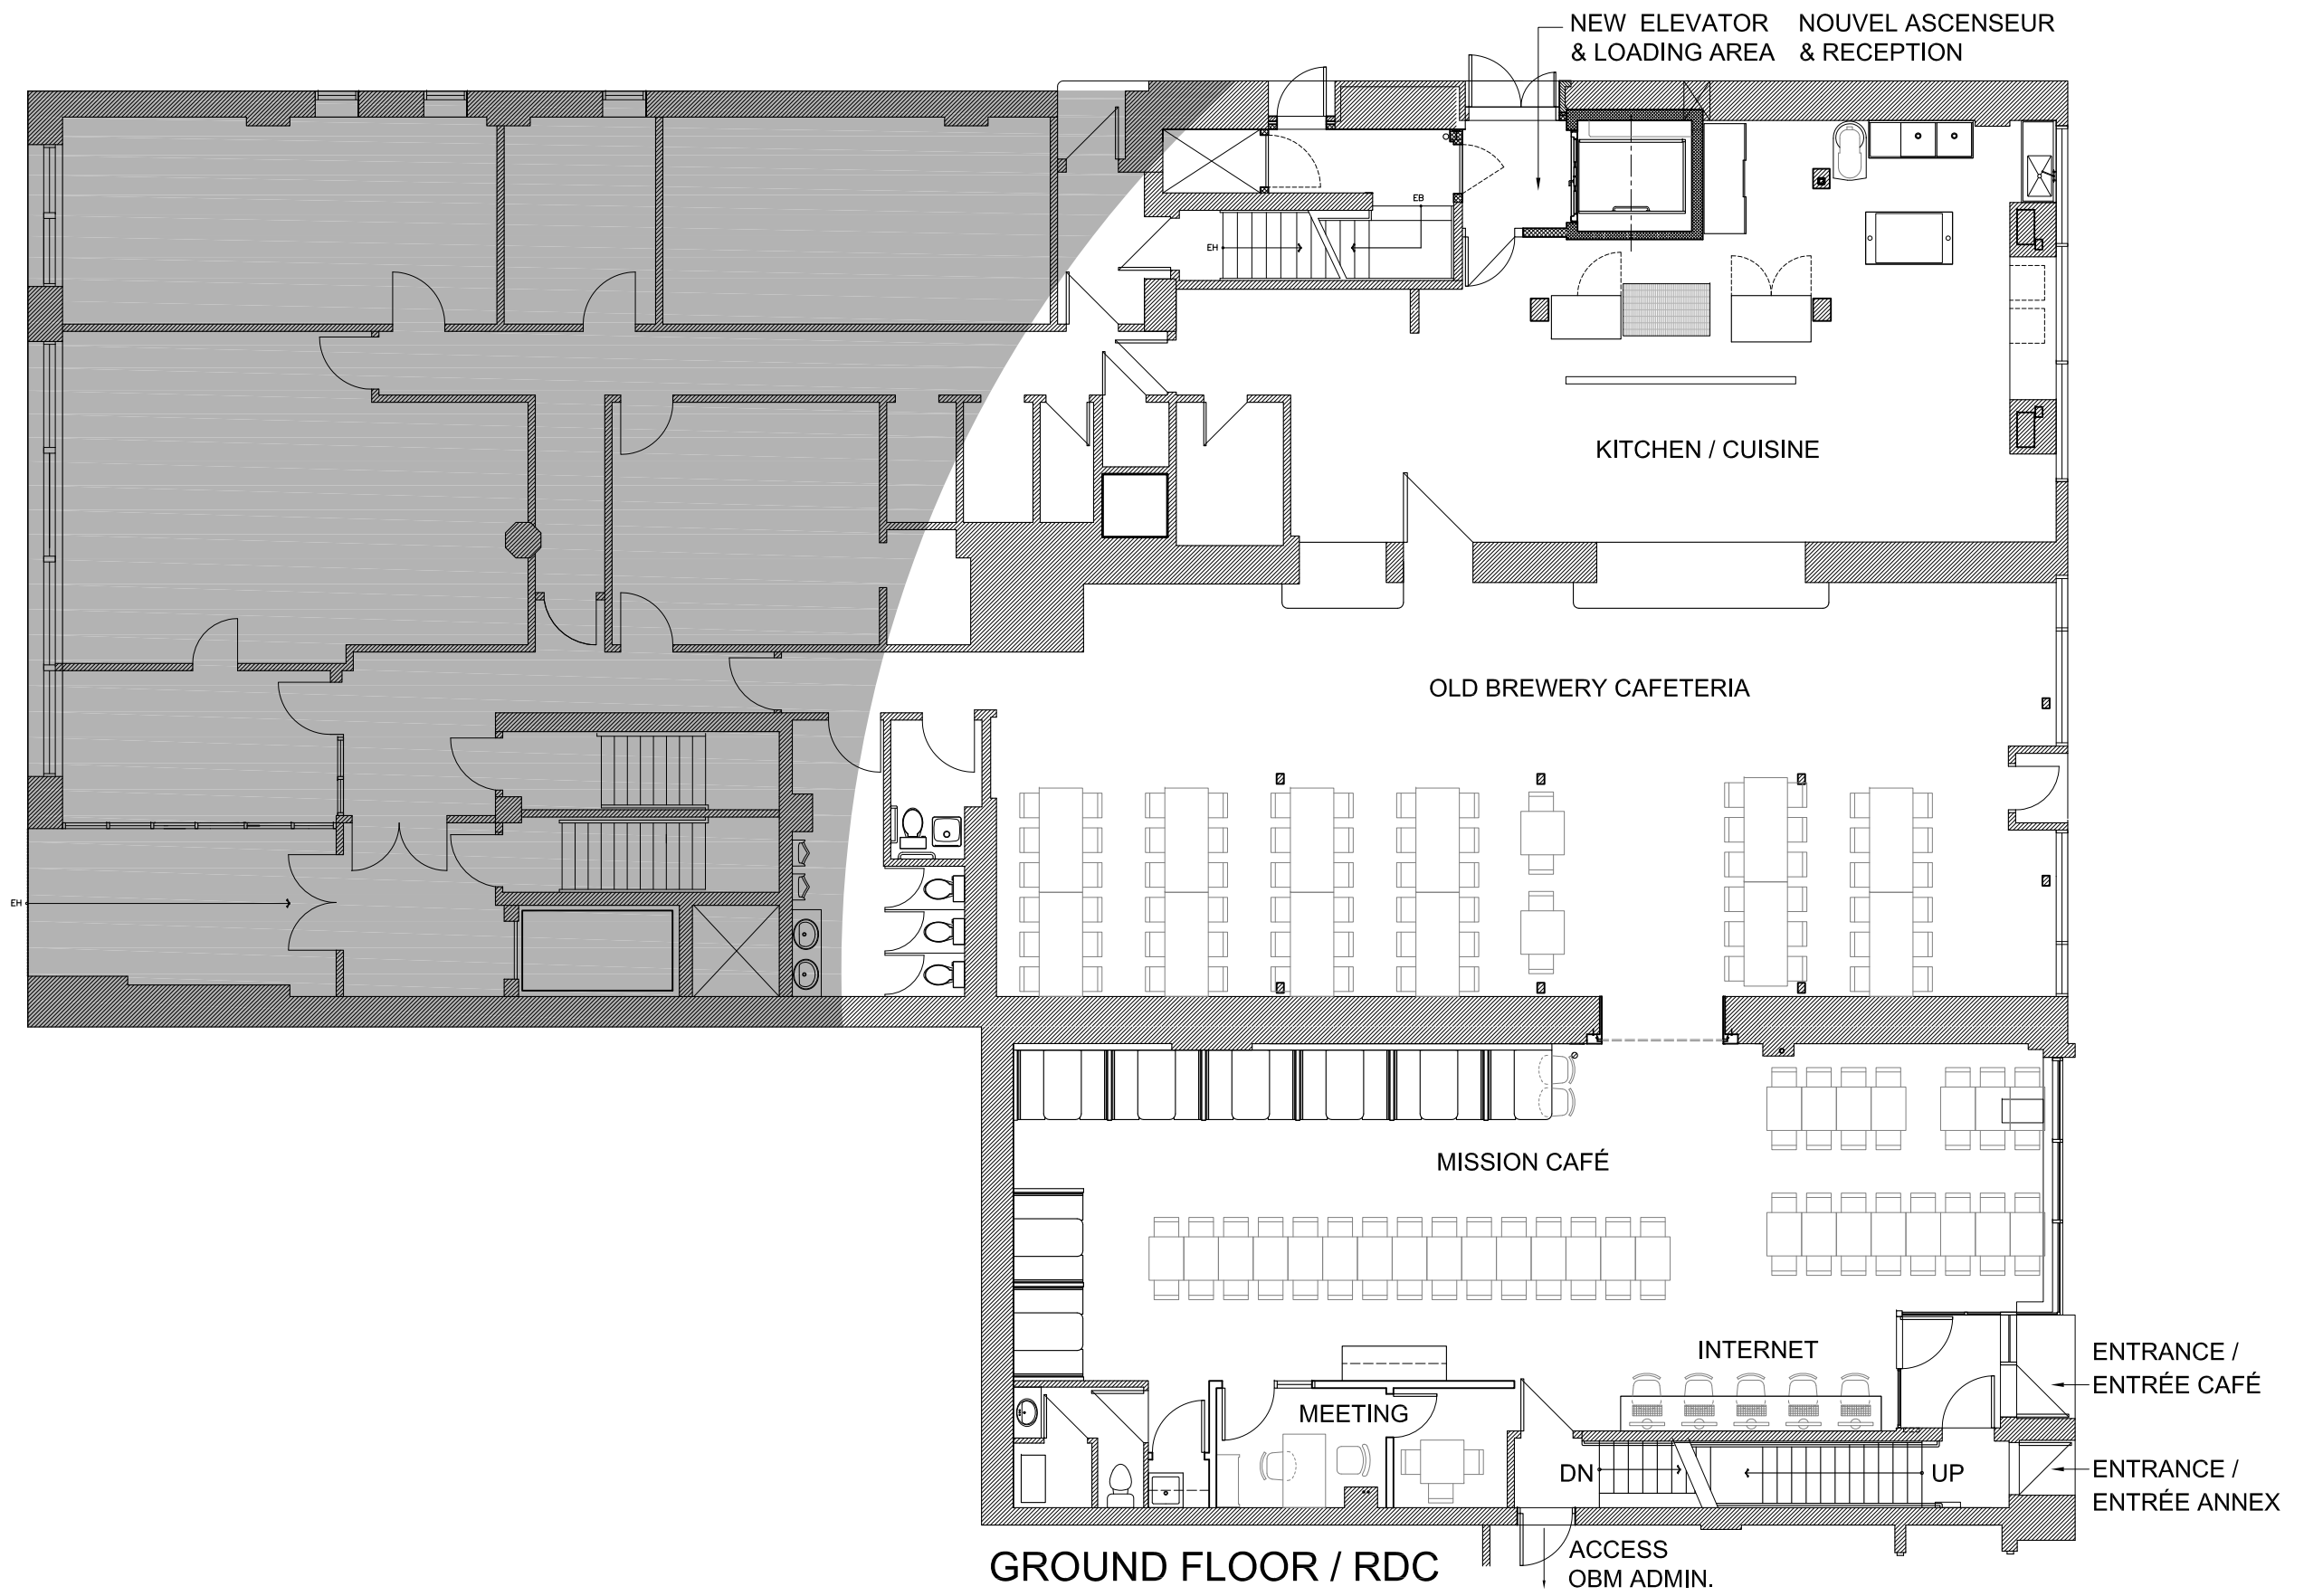 NEW ELEVATOR
& LOADING AREA
NOUVEL ASCENSEUR
& RECEPTION
EB
EH
KITCHEN / CUISINE
OLD BREWERY CAFETERIA
EH
MISSION CAFÉ
INTERNET
ENTRANCE /
ENTRÉE CAFÉ
MEETING
DN
UP
ENTRANCE /
ENTRÉE ANNEX
GROUND FLOOR / RDC
ACCESS
OBM ADMIN.